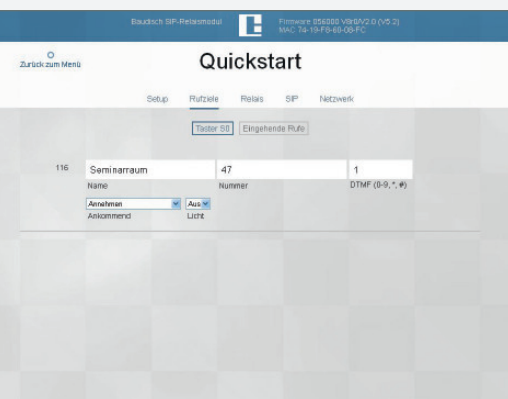 Baudisch SIP-Relaismodul
Firmware 056000 V8r0/V2.0 (V5.2)
MAC 74-19-F8-60-08-FC
Zurück zum Menü
Quickstart
Setup Rufziele Relais SIP Netzwerk
Taster S0 Eingehende Rufe
116 Seminarraum 47 1
Name Nummer DTMF (0-9, *, #)
Annehmen Aus
Ankommend Licht